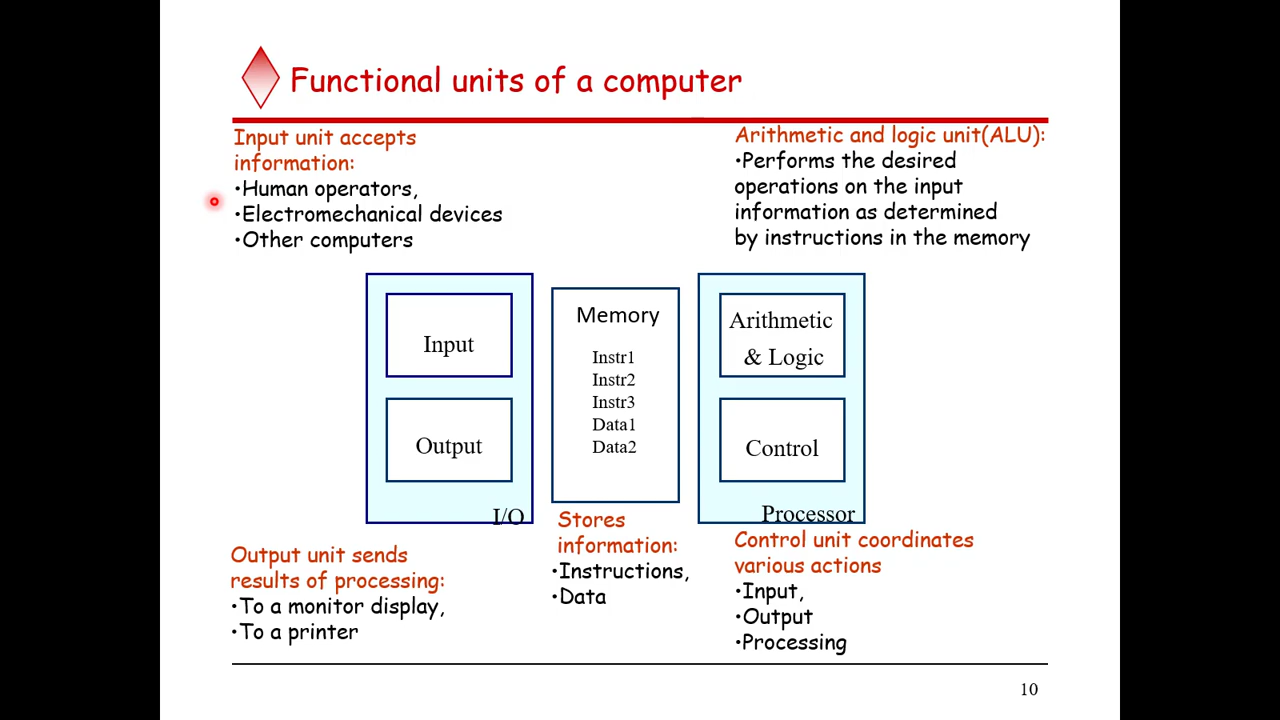 Functional units of a computer
Input unit accepts
information:
•Human operators,
•Electromechanical devices
•Other computers
Arithmetic and logic unit(ALU):
•Performs the desired
operations on the input
information as determined
by instructions in the memory
Input
Output
I/O
Memory
Instr1
Instr2
Instr3
Data1
Data2
Arithmetic
& Logic
Control
Processor
Output unit sends
results of processing:
•To a monitor display,
•To a printer
Stores
information:
•Instructions,
•Data
Control unit coordinates
various actions
•Input,
•Output
•Processing
10